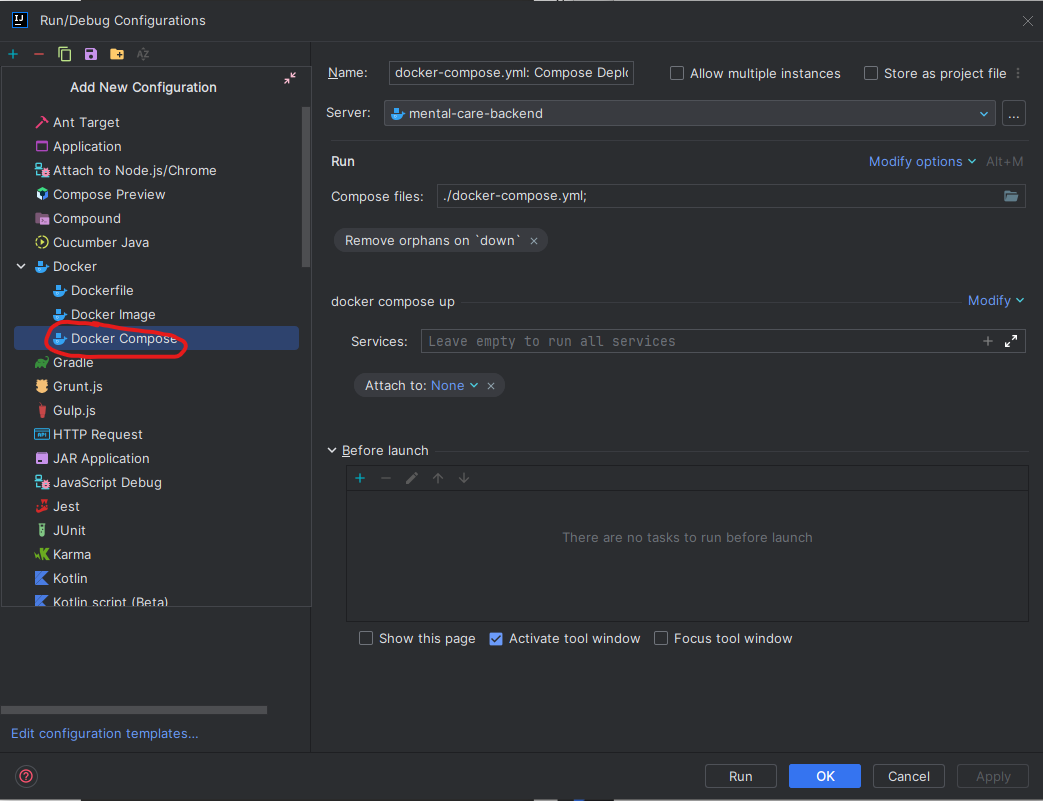 Run/Debug Configurations
Add New Configuration
Ant Target
Application
Attach to Node.js/Chrome
Compose Preview
Compound
Cucumber Java
Docker
Dockerfile
Docker Image
Docker Compose
Gradle
Grunt.js
Gulp.js
API HTTP Request
JAR Application
JavaScript Debug
Jest
JUnit
Karma
Kotlin
Kotlin script (Beta)
Edit configuration templates...
Name: docker-compose.yml: Compose Deplo
Allow multiple instances
Store as project file
Server: mental-care-backend ...
Run
Modify options Alt+M
Compose files: ./docker-compose.yml;
Remove orphans on `down` ×
docker compose up
Modify
Services: Leave empty to run all services
Attach to: None ×
Before launch
There are no tasks to run before launch
Show this page
Activate tool window
Focus tool window
?
Run
OK
Cancel
Apply